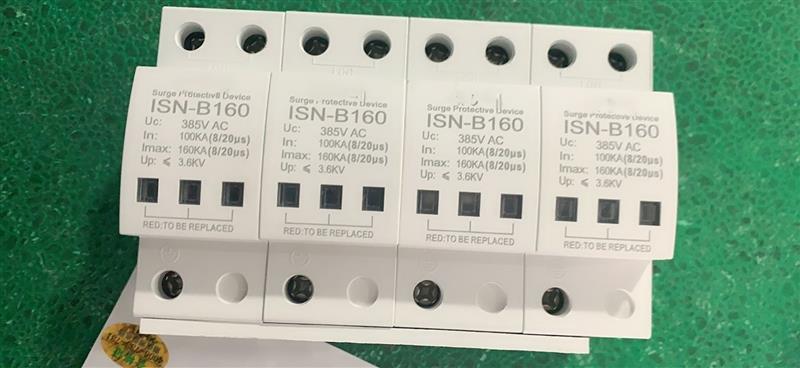 Surge Protective Device
ISN-B160
Uc: 385V AC
In: 100KA(8/20µs)
Imax: 160KA(8/20µs)
Up: ⩽ 3.6KV
RED:TO BE REPLACED
Surge Protective Device
ISN-B160
Uc: 385V AC
In: 100KA(8/20µs)
Imax: 160KA(8/20µs)
Up: ⩽ 3.6KV
RED:TO BE REPLACED
Surge Protective Device
ISN-B160
Uc: 385V AC
In: 100KA(8/20µs)
Imax: 160KA(8/20µs)
Up: ⩽ 3.6KV
RED:TO BE REPLACED
Surge Protective Device
ISN-B160
Uc: 385V AC
In: 100KA(8/20µs)
Imax: 160KA(8/20µs)
Up: ⩽ 3.6KV
RED:TO BE REPLACED